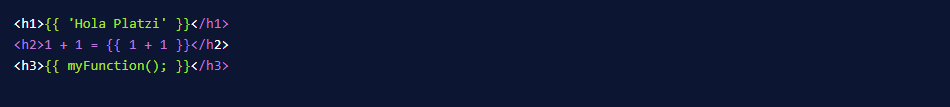 <h1>{{ 'Hola Platzi' }}</h1>
<h2>1 + 1 = {{ 1 + 1 }}</h2>
<h3>{{ myFunction(); }}</h3>